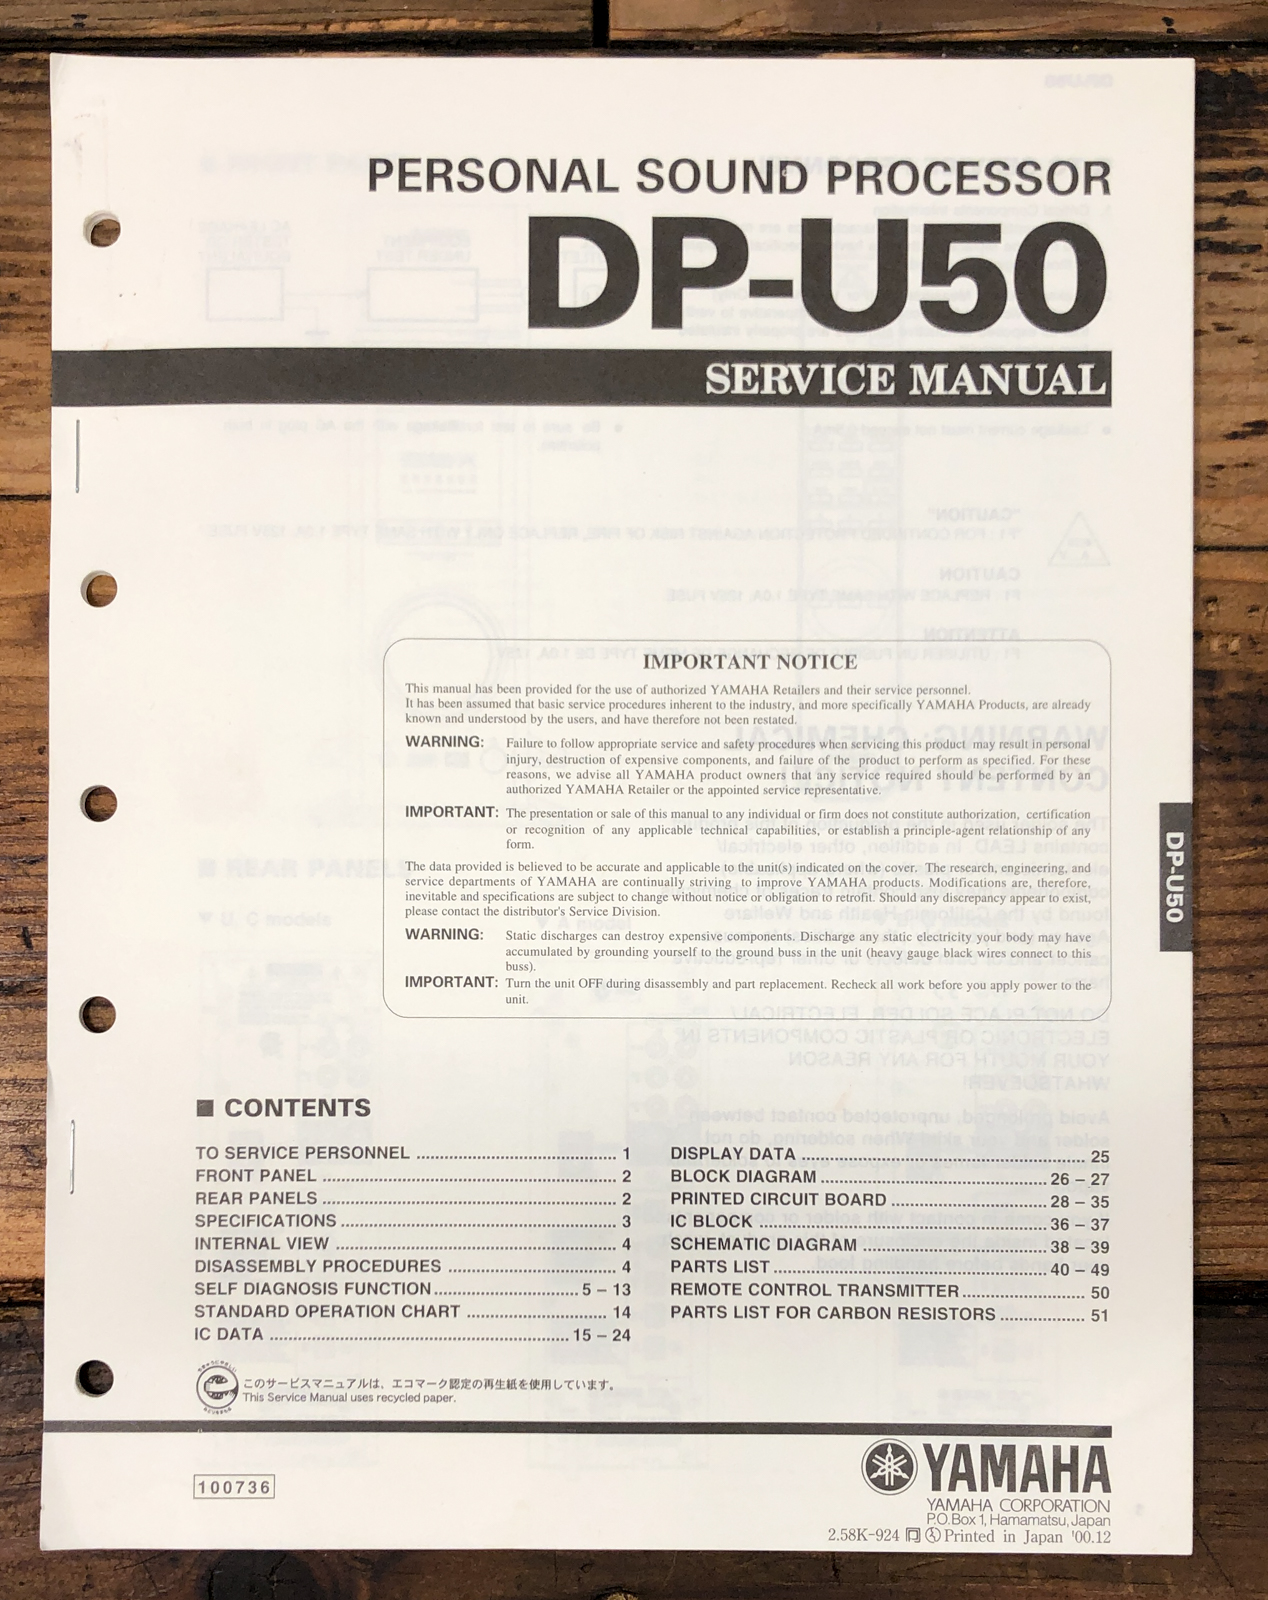 PERSONAL SOUND PROCESSOR
DP-U50
SERVICE MANUAL
IMPORTANT NOTICE
This manual has been provided for the use of authorized YAMAHA Retailers and their service personnel.
It has been assumed that basic service procedures inherent to the industry, and more specifically YAMAHA Products, are already
known and understood by the users, and have therefore not been restated.
WARNING: Failure to follow appropriate service and safety procedures when servicing this product may result in personal
injury, destruction of expensive components, and failure of the product to perform as specified. For these
reasons, we advise all YAMAHA product owners that any service required should be performed by an
authorized YAMAHA Retailer or the appointed service representative.
IMPORTANT: The presentation or sale of this manual to any individual or firm does not constitute authorization, certification
or recognition of any applicable technical capabilities, or establish a principle-agent relationship of any
form.
The data provided is believed to be accurate and applicable to the unit(s) indicated on the cover. The research, engineering, and
service departments of YAMAHA are continually striving to improve YAMAHA products. Modifications are, therefore,
inevitable and specifications are subject to change without notice or obligation to retrofit. Should any discrepancy appear to exist,
please contact the distributor's Service Division.
WARNING: Static discharges can destroy expensive components. Discharge any static electricity your body may have
accumulated by grounding yourself to the ground buss in the unit (heavy gauge black wires connect to this
buss).
IMPORTANT: Turn the unit OFF during disassembly and part replacement. Recheck all work before you apply power to the
unit.
DP-U50
■ CONTENTS
TO SERVICE PERSONNEL ........ 1
FRONT PANEL ........ 2
REAR PANELS ........ 2
SPECIFICATIONS ........ 3
INTERNAL VIEW ........ 4
DISASSEMBLY PROCEDURES ........ 4
SELF DIAGNOSIS FUNCTION ........ 5 – 13
STANDARD OPERATION CHART ........ 14
IC DATA ........ 15 – 24
DISPLAY DATA ........ 25
BLOCK DIAGRAM ........ 26 – 27
PRINTED CIRCUIT BOARD ........ 28 – 35
IC BLOCK ........ 36 – 37
SCHEMATIC DIAGRAM ........ 38 – 39
PARTS LIST ........ 40 – 49
REMOTE CONTROL TRANSMITTER ........ 50
PARTS LIST FOR CARBON RESISTORS ........ 51
このサービスマニュアルは、エコマーク認定の再生紙を使用しています。
This Service Manual uses recycled paper.
100736
YAMAHA
YAMAHA CORPORATION
P.O.Box 1, Hamamatsu, Japan
2.58K-924 Printed in Japan '00.12